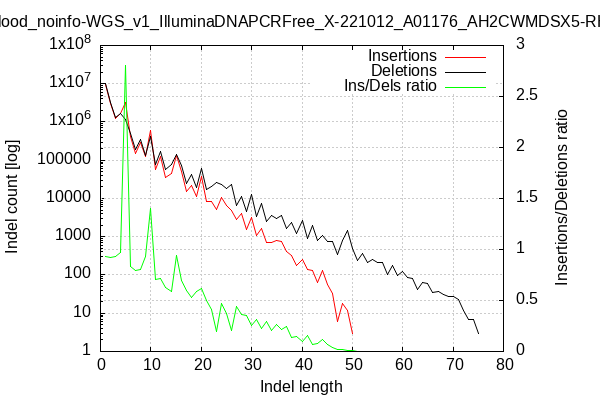 lood_noinfo-WGS_v1_IlluminaDNAPCRFree_X-221012_A01176_AH2CWMDSX5-RI
Insertions
Deletions
Ins/Dels ratio
1x10^8
1x10^7
1x10^6
100000
10000
1000
100
10
1
3
2.5
2
1.5
1
0.5
0
0 10 20 30 40 50 60 70 80
Indel length
Indel count [log]
Insertions/Deletions ratio